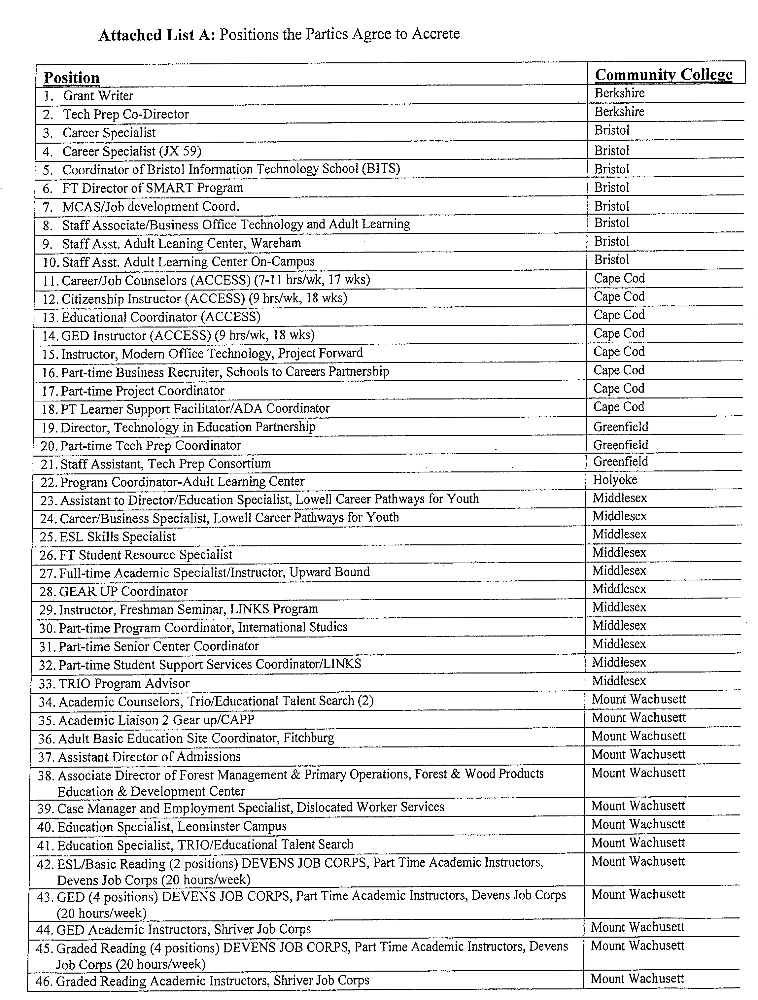 Attached List A: Positions the Parties Agree to Accrete
Position Community College
1. Grant Writer Berkshire
2. Tech Prep Co-Director Berkshire
3. Career Specialist Bristol
4. Career Specialist (JX 59) Bristol
5. Coordinator of Bristol Information Technology School (BITS) Bristol
6. FT Director of SMART Program Bristol
7. MCAS/Job development Coord. Bristol
8. Staff Associate/Business Office Technology and Adult Learning Bristol
9. Staff Asst. Adult Leaning Center, Wareham Bristol
10. Staff Asst. Adult Learning Center On-Campus Bristol
11. Career/Job Counselors (ACCESS) (7-11 hrs/wk, 17 wks) Cape Cod
12. Citizenship Instructor (ACCESS) (9 hrs/wk, 18 wks) Cape Cod
13. Educational Coordinator (ACCESS) Cape Cod
14. GED Instructor (ACCESS) (9 hrs/wk, 18 wks) Cape Cod
15. Instructor, Modern Office Technology, Project Forward Cape Cod
16. Part-time Business Recruiter, Schools to Careers Partnership Cape Cod
17. Part-time Project Coordinator Cape Cod
18. PT Learner Support Facilitator/ADA Coordinator Cape Cod
19. Director, Technology in Education Partnership Greenfield
20. Part-time Tech Prep Coordinator Greenfield
21. Staff Assistant, Tech Prep Consortium Greenfield
22. Program Coordinator-Adult Learning Center Holyoke
23. Assistant to Director/Education Specialist, Lowell Career Pathways for Youth Middlesex
24. Career/Business Specialist, Lowell Career Pathways for Youth Middlesex
25. ESL Skills Specialist Middlesex
26. FT Student Resource Specialist Middlesex
27. Full-time Academic Specialist/Instructor, Upward Bound Middlesex
28. GEAR UP Coordinator Middlesex
29. Instructor, Freshman Seminar, LINKS Program Middlesex
30. Part-time Program Coordinator, International Studies Middlesex
31. Part-time Senior Center Coordinator Middlesex
32. Part-time Student Support Services Coordinator/LINKS Middlesex
33. TRIO Program Advisor Middlesex
34. Academic Counselors, Trio/Educational Talent Search (2) Mount Wachusett
35. Academic Liaison 2 Gear up/CAPP Mount Wachusett
36. Adult Basic Education Site Coordinator, Fitchburg Mount Wachusett
37. Assistant Director of Admissions Mount Wachusett
38. Associate Director of Forest Management & Primary Operations, Forest & Wood Products Mount Wachusett
Education & Development Center
39. Case Manager and Employment Specialist, Dislocated Worker Services Mount Wachusett
40. Education Specialist, Leominster Campus Mount Wachusett
41. Education Specialist, TRIO/Educational Talent Search Mount Wachusett
42. ESL/Basic Reading (2 positions) DEVENS JOB CORPS, Part Time Academic Instructors, Mount Wachusett
Devens Job Corps (20 hours/week)
43. GED (4 positions) DEVENS JOB CORPS, Part Time Academic Instructors, Devens Job Corps Mount Wachusett
(20 hours/week)
44. GED Academic Instructors, Shriver Job Corps Mount Wachusett
45. Graded Reading (4 positions) DEVENS JOB CORPS, Part Time Academic Instructors, Devens Mount Wachusett
Job Corps (20 hours/week)
46. Graded Reading Academic Instructors, Shriver Job Corps Mount Wachusett